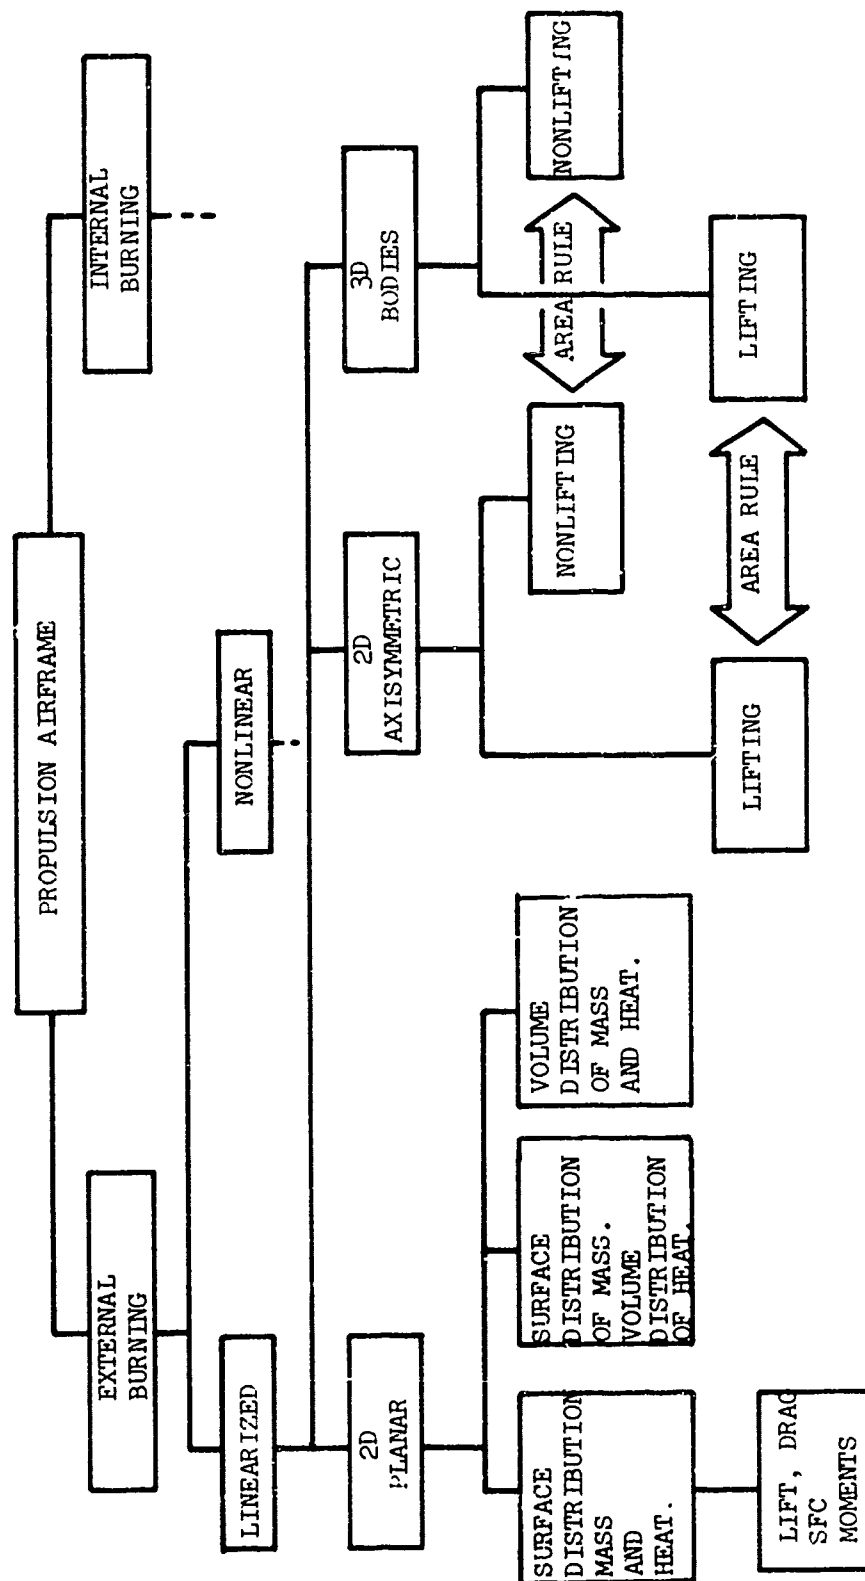 PROPULSION AIRFRAME
EXTERNAL
BURNING
INTERNAL
BURNING
LINEARIZED
NONLINEAR
2D
PLANAR
2D
AXISYMMETRIC
3D
BODIES
SURFACE
DISTRIBUTION
MASS
AND
HEAT.
SURFACE
DISTRIBUTION
OF MASS.
VOLUME
DISTRIBUTION
OF HEAT.
VOLUME
DISTRIBUTION
OF MASS
AND HEAT.
NONLIFTING
AREA RULE
NONLIFTING
LIFTING
AREA RULE
LIFTING
LIFT, DRAG
SFC
MOMENTS